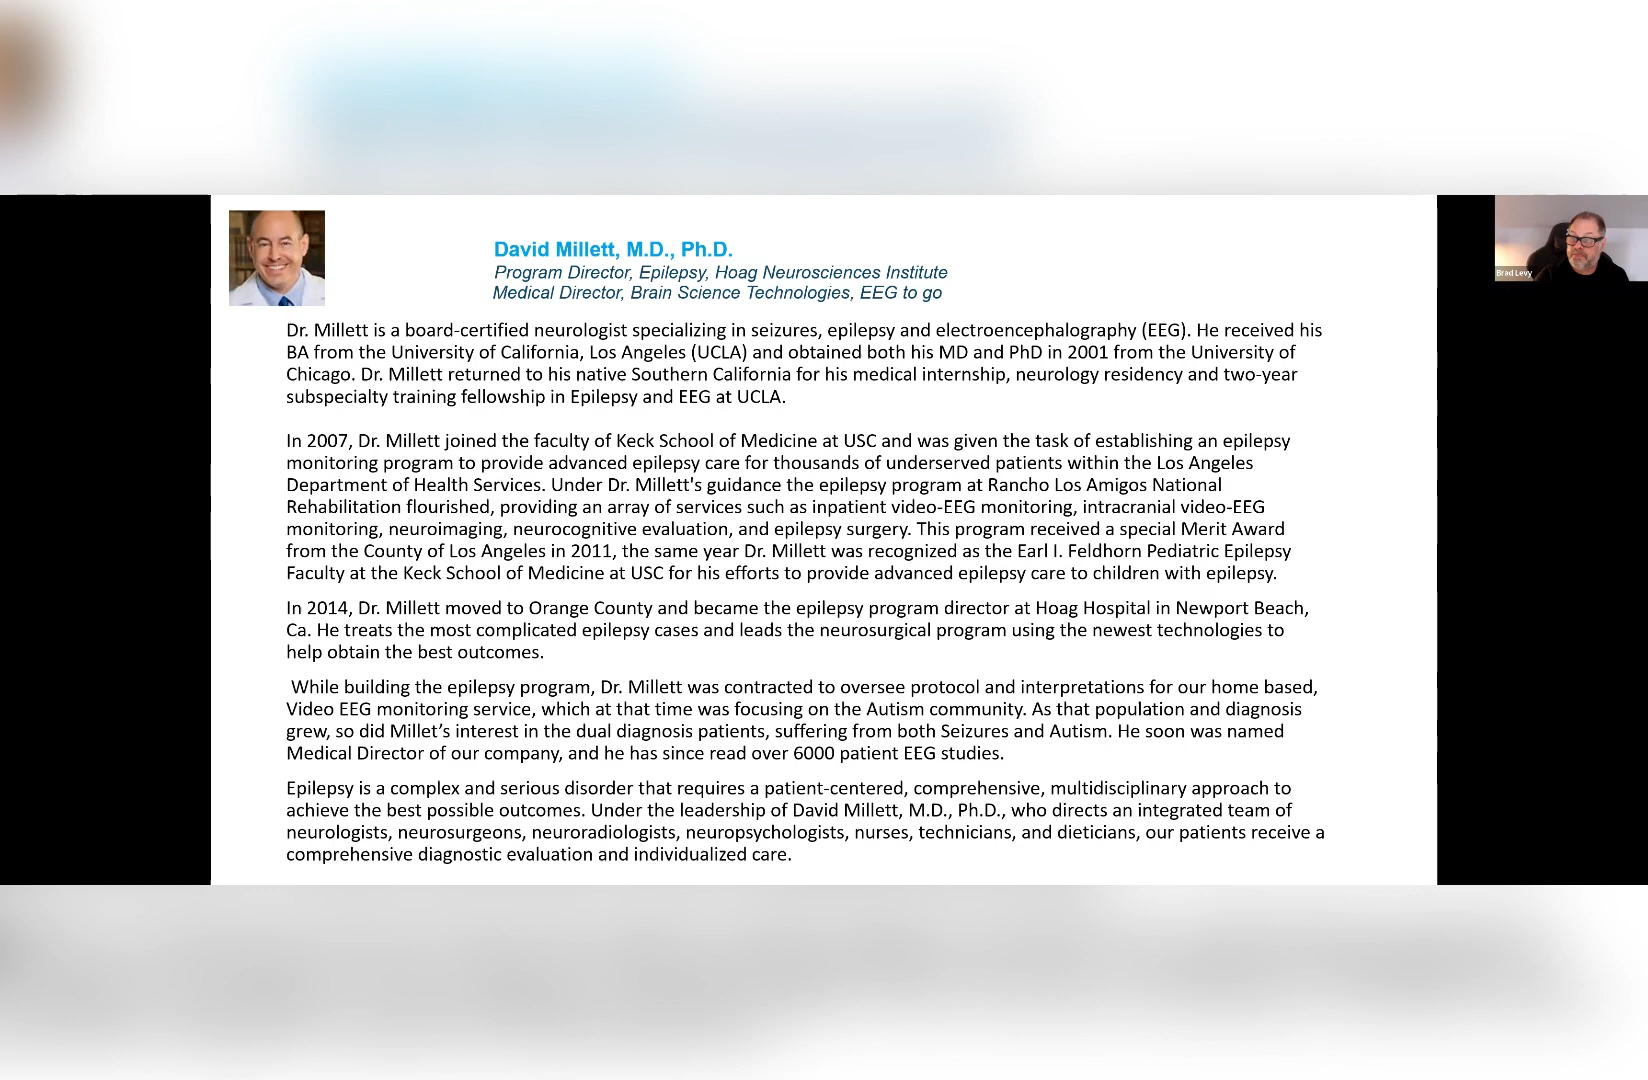 David Millett, M.D., Ph.D.
Program Director, Epilepsy, Hoag Neurosciences Institute
Medical Director, Brain Science Technologies, EEG to go
Brad Levy
Dr. Millett is a board-certified neurologist specializing in seizures, epilepsy and electroencephalography (EEG). He received his
BA from the University of California, Los Angeles (UCLA) and obtained both his MD and PhD in 2001 from the University of
Chicago. Dr. Millett returned to his native Southern California for his medical internship, neurology residency and two-year
subspecialty training fellowship in Epilepsy and EEG at UCLA.
In 2007, Dr. Millett joined the faculty of Keck School of Medicine at USC and was given the task of establishing an epilepsy
monitoring program to provide advanced epilepsy care for thousands of underserved patients within the Los Angeles
Department of Health Services. Under Dr. Millett's guidance the epilepsy program at Rancho Los Amigos National
Rehabilitation flourished, providing an array of services such as inpatient video-EEG monitoring, intracranial video-EEG
monitoring, neuroimaging, neurocognitive evaluation, and epilepsy surgery. This program received a special Merit Award
from the County of Los Angeles in 2011, the same year Dr. Millett was recognized as the Earl I. Feldhorn Pediatric Epilepsy
Faculty at the Keck School of Medicine at USC for his efforts to provide advanced epilepsy care to children with epilepsy.
In 2014, Dr. Millett moved to Orange County and became the epilepsy program director at Hoag Hospital in Newport Beach,
Ca. He treats the most complicated epilepsy cases and leads the neurosurgical program using the newest technologies to
help obtain the best outcomes.
While building the epilepsy program, Dr. Millett was contracted to oversee protocol and interpretations for our home based,
Video EEG monitoring service, which at that time was focusing on the Autism community. As that population and diagnosis
grew, so did Millet’s interest in the dual diagnosis patients, suffering from both Seizures and Autism. He soon was named
Medical Director of our company, and he has since read over 6000 patient EEG studies.
Epilepsy is a complex and serious disorder that requires a patient-centered, comprehensive, multidisciplinary approach to
achieve the best possible outcomes. Under the leadership of David Millett, M.D., Ph.D., who directs an integrated team of
neurologists, neurosurgeons, neuroradiologists, neuropsychologists, nurses, technicians, and dieticians, our patients receive a
comprehensive diagnostic evaluation and individualized care.